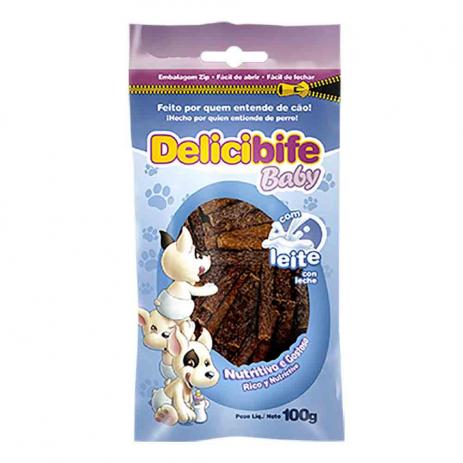 Embalagem Zip - Fácil de abrir - Fácil de fechar
Feito por quem entende de cão!
¡Hecho por quien entiende de perro!
Delicibife
Baby
com
leite
con
leche
Nutritivo e Gostoso
Rico y Nutritivo
Peso Líq./ Neto 100g